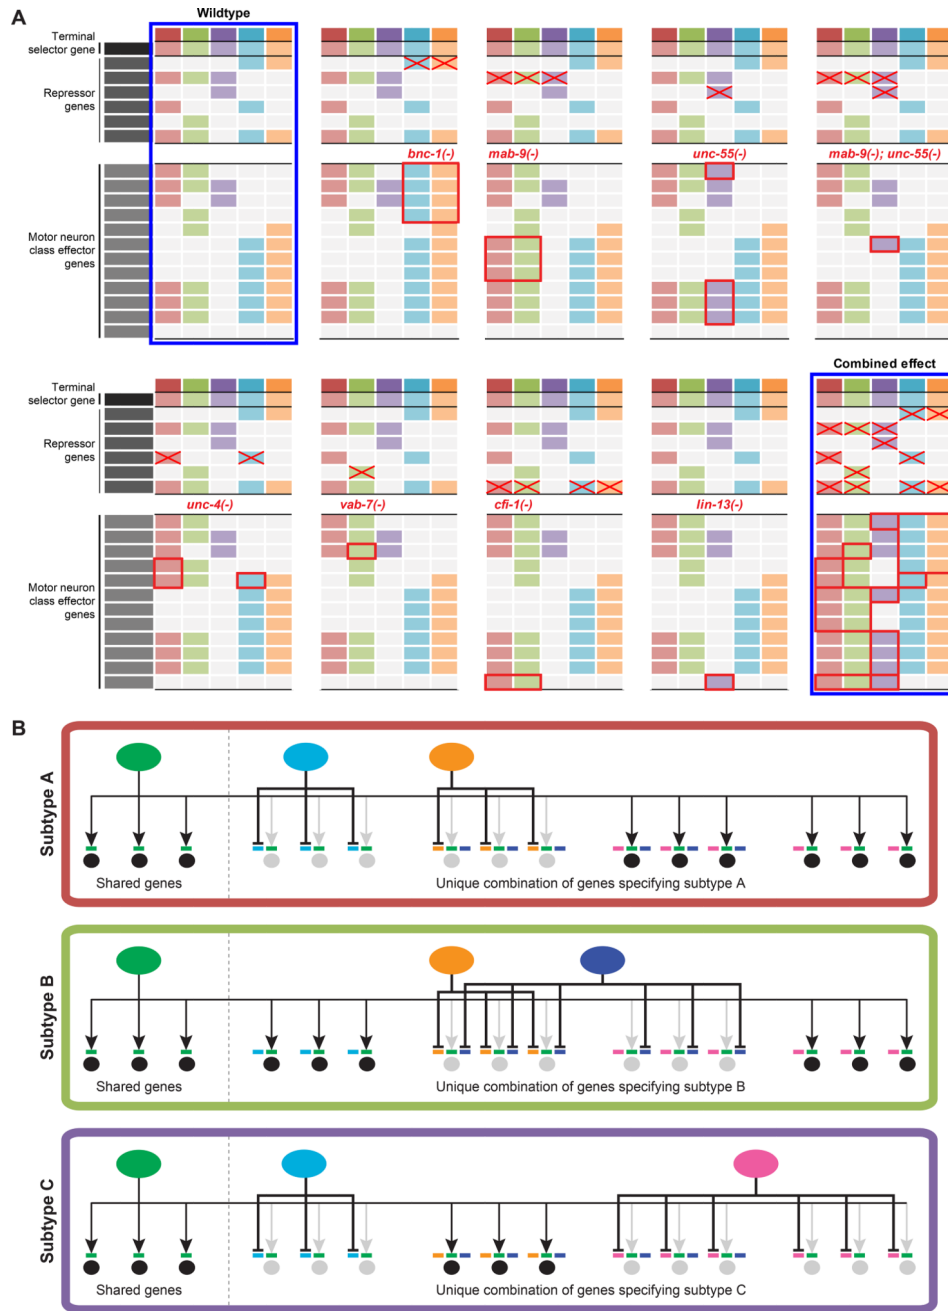 A
Wildtype
Terminal
selector gene
Repressor
genes
bnc-1(-)
mab-9(-)
unc-55(-)
mab-9(-); unc-55(-)
Motor neuron
class effector
genes
Combined effect
Terminal
selector gene
Repressor
genes
unc-4(-)
vab-7(-)
cfi-1(-)
lin-13(-)
Motor neuron
class effector
genes
B
Subtype A
Shared genes
Unique combination of genes specifying subtype A
Subtype B
Shared genes
Unique combination of genes specifying subtype B
Subtype C
Shared genes
Unique combination of genes specifying subtype C